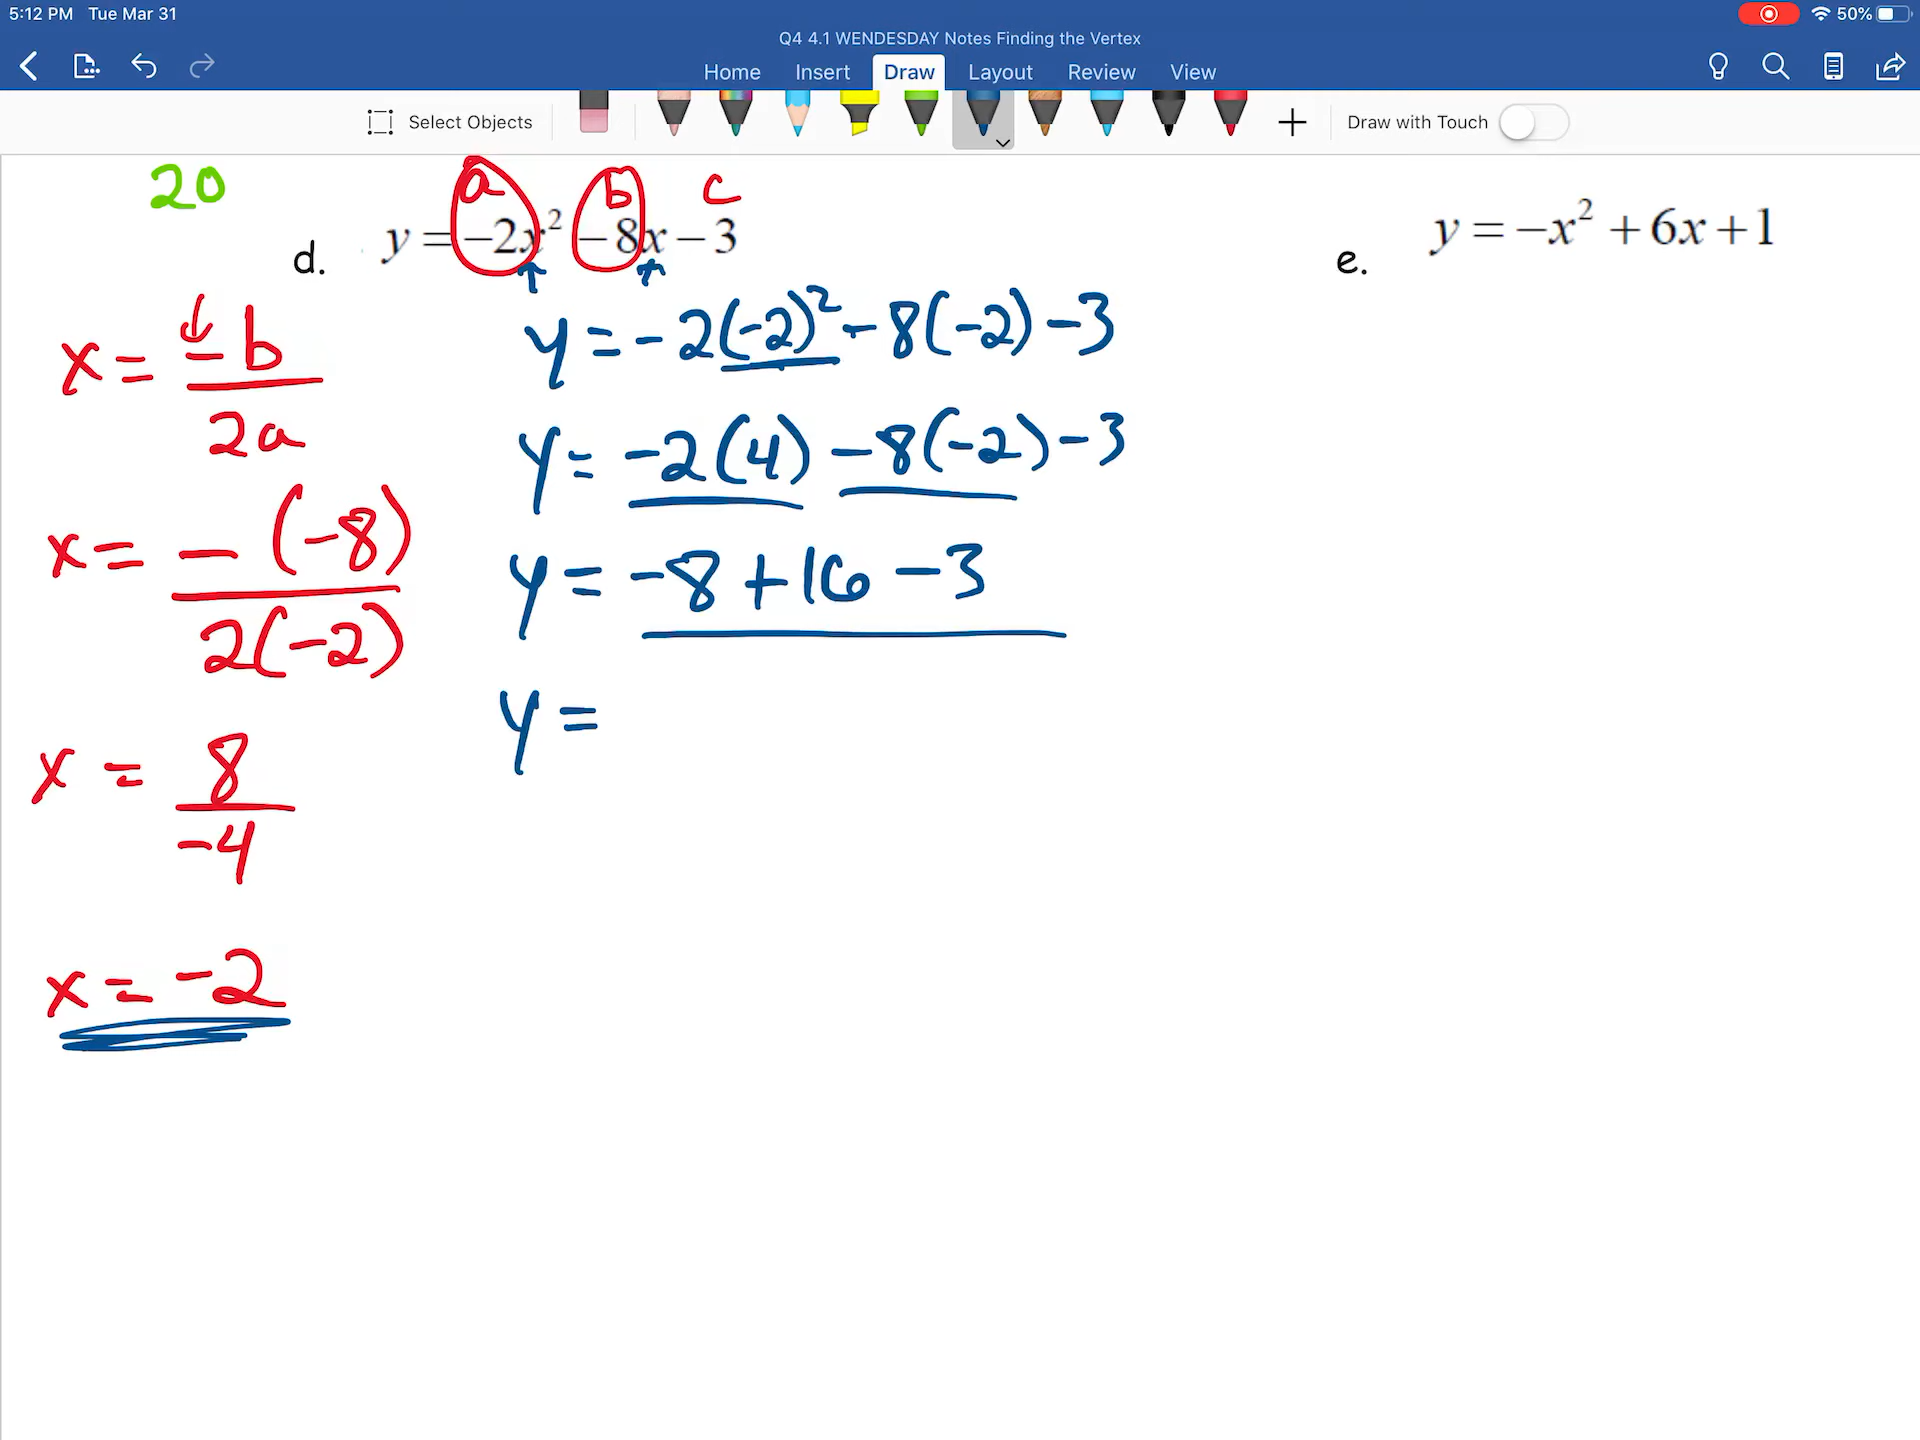 5:12 PM Tue Mar 31
50%
Q4 4.1 WENDESDAY Notes Finding the Vertex
Home Insert Draw Layout Review View
Select Objects
Draw with Touch
20
a b c
d. y = −2x² − 8x − 3
e. y = −x² + 6x + 1
x = -b / 2a
x = -(-8) / 2(-2)
x = 8 / -4
x = -2
y = -2(-2)² - 8(-2) - 3
y = -2(4) - 8(-2) - 3
y = -8 + 16 - 3
y =